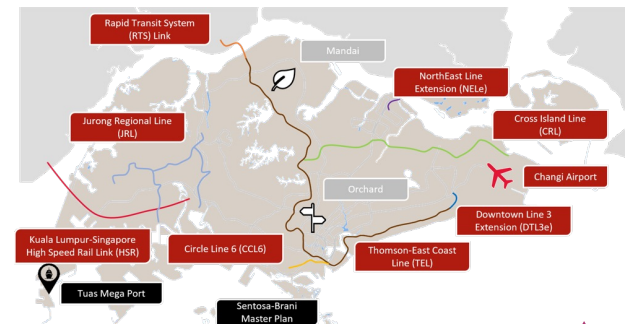 Rapid Transit System
(RTS) Link
Mandai
NorthEast Line
Extension (NELe)
Jurong Regional Line
(JRL)
Cross Island Line
(CRL)
Changi Airport
Orchard
Downtown Line 3
Extension (DTL3e)
Kuala Lumpur-Singapore
High Speed Rail Link (HSR)
Circle Line 6 (CCL6)
Thomson-East Coast
Line (TEL)
Tuas Mega Port
Sentosa-Brani
Master Plan